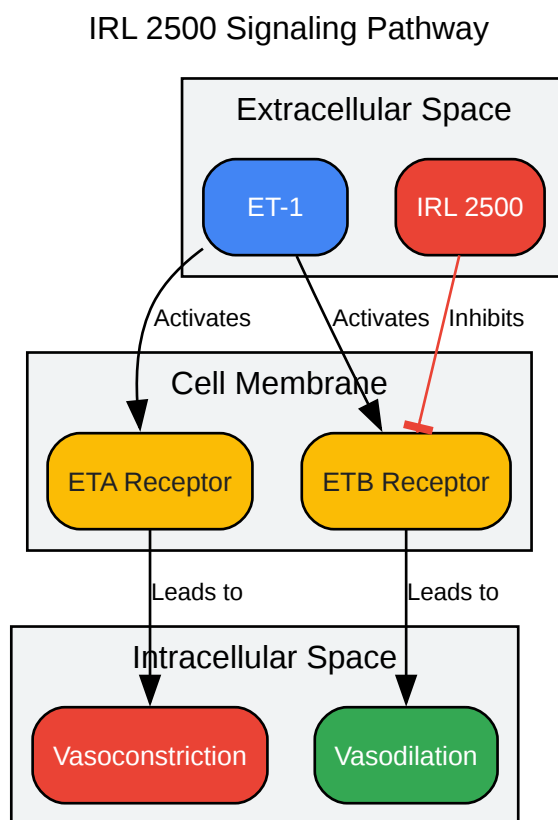 IRL 2500 Signaling Pathway
Extracellular Space
ET-1
IRL 2500
Activates
Activates
Inhibits
Cell Membrane
ETA Receptor
ETB Receptor
Leads to
Leads to
Intracellular Space
Vasoconstriction
Vasodilation